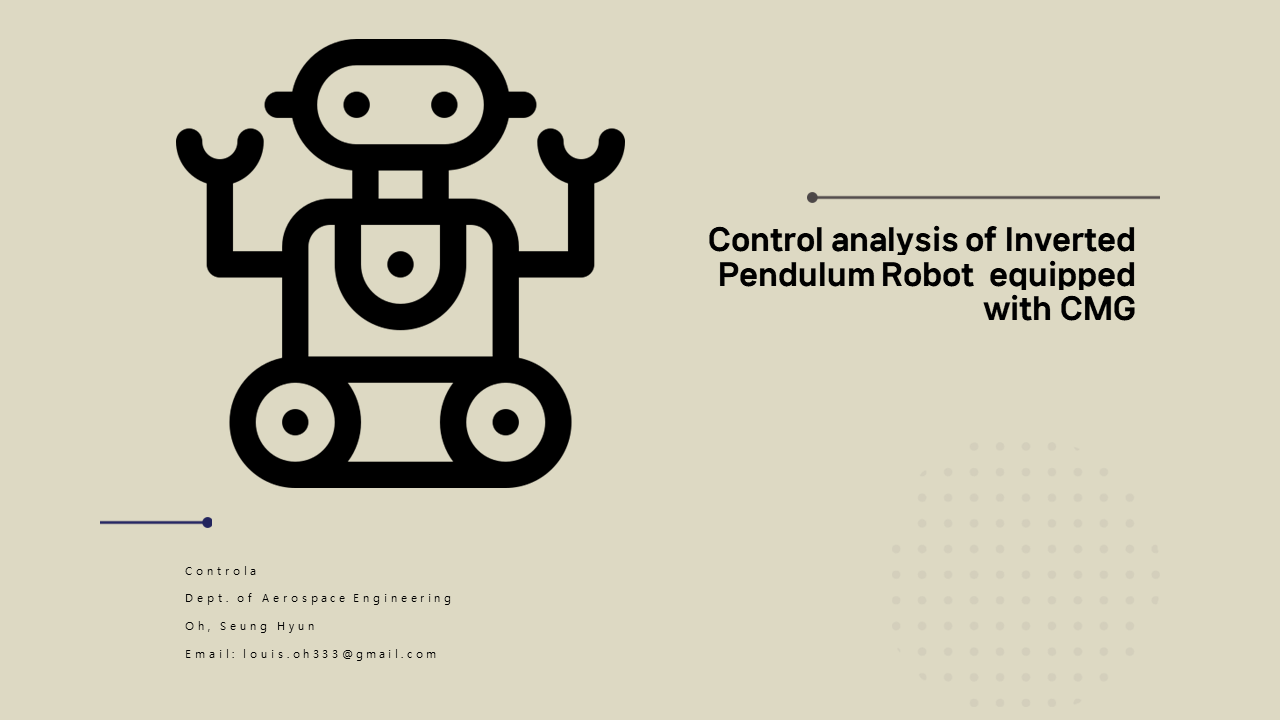 Control analysis of Inverted
Pendulum Robot equipped
with CMG
Controla
Dept. of Aerospace Engineering
Oh, Seung Hyun
Email: louis.oh333@gmail.com